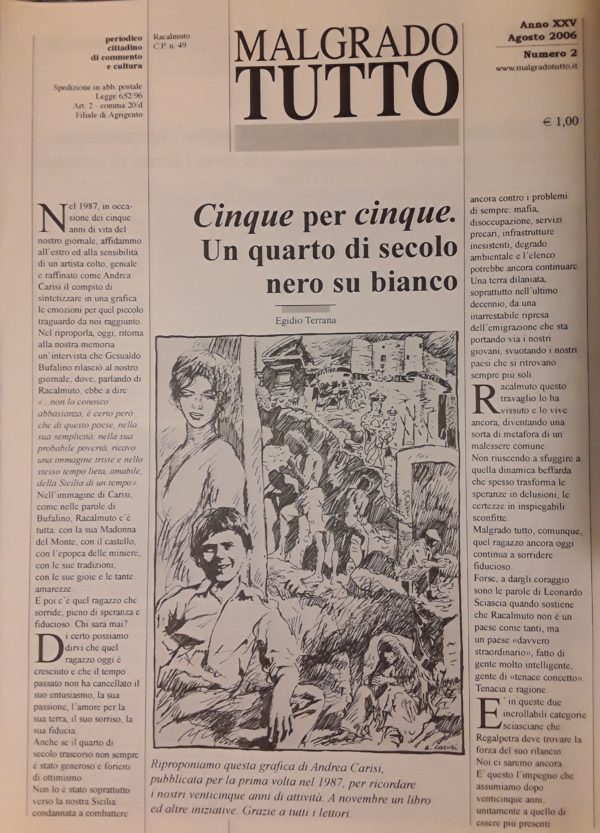 periodico
cittadino
di commento
e cultura
Spedizione in abb. postale
Legge 652/96
Art. 2 - comma 20/d
Filiale di Agrigento
Racalmuto
C.P. n. 49
MALGRADO
TUTTO
Anno XXV
Agosto 2006
Numero 2
www.malgradotutto.it
€ 1,00
Cinque per cinque.
Un quarto di secolo
nero su bianco
Egidio Terrana
Nel 1987, in occa-
sione dei cinque
anni di vita del
nostro giornale, affidammo
all'estro ed alla sensibilità
di un artista colto, geniale
e raffinato come Andrea
Carisi il compito di
sintetizzare in una grafica
le emozioni per quel piccolo
traguardo da noi raggiunto.
Nel riproporla, oggi, ritorna
alla nostra memoria
un'intervista che Gesualdo
Bufalino rilasciò al nostro
giornale, dove, parlando di
Racalmuto, ebbe a dire:
«...non lo conosco
abbastanza, è certo però
che di questo paese, nella
sua semplicità, nella sua
probabile povertà, ricavo
una immagine triste e nello
stesso tempo lieta, amabile,
della Sicilia di un tempo».
Nell'immagine di Carisi,
come nelle parole di
Bufalino, Racalmuto c'è
tutta: con la sua Madonna
del Monte, con il castello,
con l'epopea delle miniere,
con le sue tradizioni,
con le sue gioie e le tante
amarezze.
E poi c'è quel ragazzo che
sorride, pieno di speranza e
fiducioso. Chi sarà mai?
Di certo possiamo
dirvi che quel
ragazzo oggi è
cresciuto e che il tempo
passato non ha cancellato il
suo entusiasmo, la sua
passione, l'amore per la
sua terra, il suo sorriso, la
sua fiducia.
Anche se il quarto di
secolo trascorso non sempre
è stato generoso e foriero
di ottimismo
Non lo è stato soprattutto
verso la nostra Sicilia
condannata a combattere
A. Carisi
Riproponiamo questa grafica di Andrea Carisi,
pubblicata per la prima volta nel 1987, per ricordare
i nostri venticinque anni di attività. A novembre un libro
ed altre iniziative. Grazie a tutti i lettori.
ancora contro i problemi
di sempre: mafia,
disoccupazione, servizi
precari, infrastrutture
inesistenti, degrado
ambientale e l'elenco
potrebbe ancora continuare.
Una terra dilaniata,
soprattutto nell'ultimo
decennio, da una
inarrestabile ripresa
dell'emigrazione che sta
portando via i nostri
giovani, svuotando i nostri
paesi che si ritrovano
sempre più soli.
Racalmuto questo
travaglio lo ha
vissuto e lo vive
ancora, diventando una
sorta di metafora di un
malessere comune.
Non riuscendo a sfuggire a
quella dinamica beffarda
che spesso trasforma le
speranze in delusioni, le
certezze in inspiegabili
sconfitte.
Malgrado tutto, comunque,
quel ragazzo ancora oggi
continua a sorridere
fiducioso.
Forse, a dargli coraggio
sono le parole di Leonardo
Sciascia quando sostiene
che Racalmuto non è un
paese come tanti, ma
un paese «davvero
straordinario», fatto di
gente molto intelligente,
gente di «tenace concetto».
Tenacia e ragione.
E' in queste due
incrollabili categorie
sciasciane che
Regalpetra deve trovare la
forza del suo rilancio
Noi ci saremo ancora.
E' questo l'impegno che
assumiamo dopo
venticinque anni,
unitamente a quello di
essere più presenti